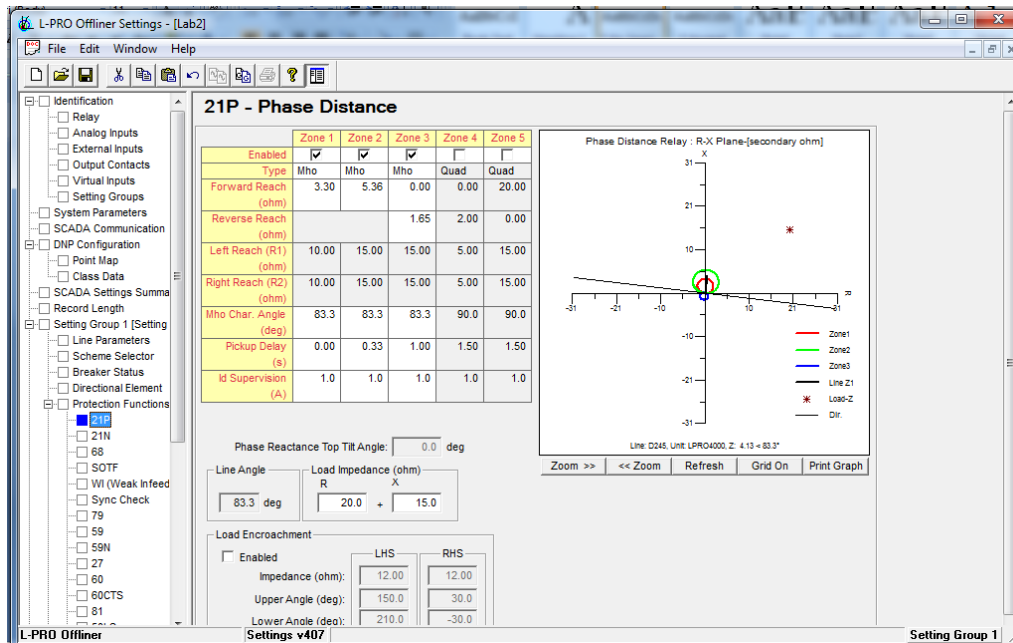 L-PRO Offliner Settings - [Lab2]
File Edit Window Help
Identification
Relay
Analog Inputs
External Inputs
Output Contacts
Virtual Inputs
Setting Groups
System Parameters
SCADA Communication
DNP Configuration
Point Map
Class Data
SCADA Settings Summa
Record Length
Setting Group 1 [Setting
Line Parameters
Scheme Selector
Breaker Status
Directional Element
Protection Functions
21P
21N
68
SOTF
WI (Weak Infeed
Sync Check
79
59
59N
27
60
60CTS
81
21P - Phase Distance
Zone 1 Zone 2 Zone 3 Zone 4 Zone 5
Enabled
Type Mho Mho Mho Quad Quad
Forward Reach (ohm) 3.30 5.36 0.00 0.00 20.00
Reverse Reach (ohm) 1.65 2.00 0.00
Left Reach (R1) (ohm) 10.00 15.00 15.00 5.00 15.00
Right Reach (R2) (ohm) 10.00 15.00 15.00 5.00 15.00
Mho Char. Angle (deg) 83.3 83.3 83.3 90.0 90.0
Pickup Delay (s) 0.00 0.33 1.00 1.50 1.50
Id Supervision (A) 1.0 1.0 1.0 1.0 1.0
Phase Reactance Top Tilt Angle: 0.0 deg
Line Angle
83.3 deg
Load Impedance (ohm)
R X
20.0 + 15.0
Load Encroachment
Enabled
LHS RHS
Impedance (ohm): 12.00 12.00
Upper Angle (deg): 150.0 30.0
Lower Angle (deg): 210.0 -30.0
Phase Distance Relay : R-X Plane-[secondary ohm]
X
31
21
10
-31 -21 -10 10 21 31
R
-10
-21
-31
Zone1
Zone2
Zone3
Line Z1
Load-Z
Dir.
Line: D245, Unit: LPRO4000, Z: 4.13 < 83.3°
Zoom >> << Zoom Refresh Grid On Print Graph
L-PRO Offliner Settings v407 Setting Group 1